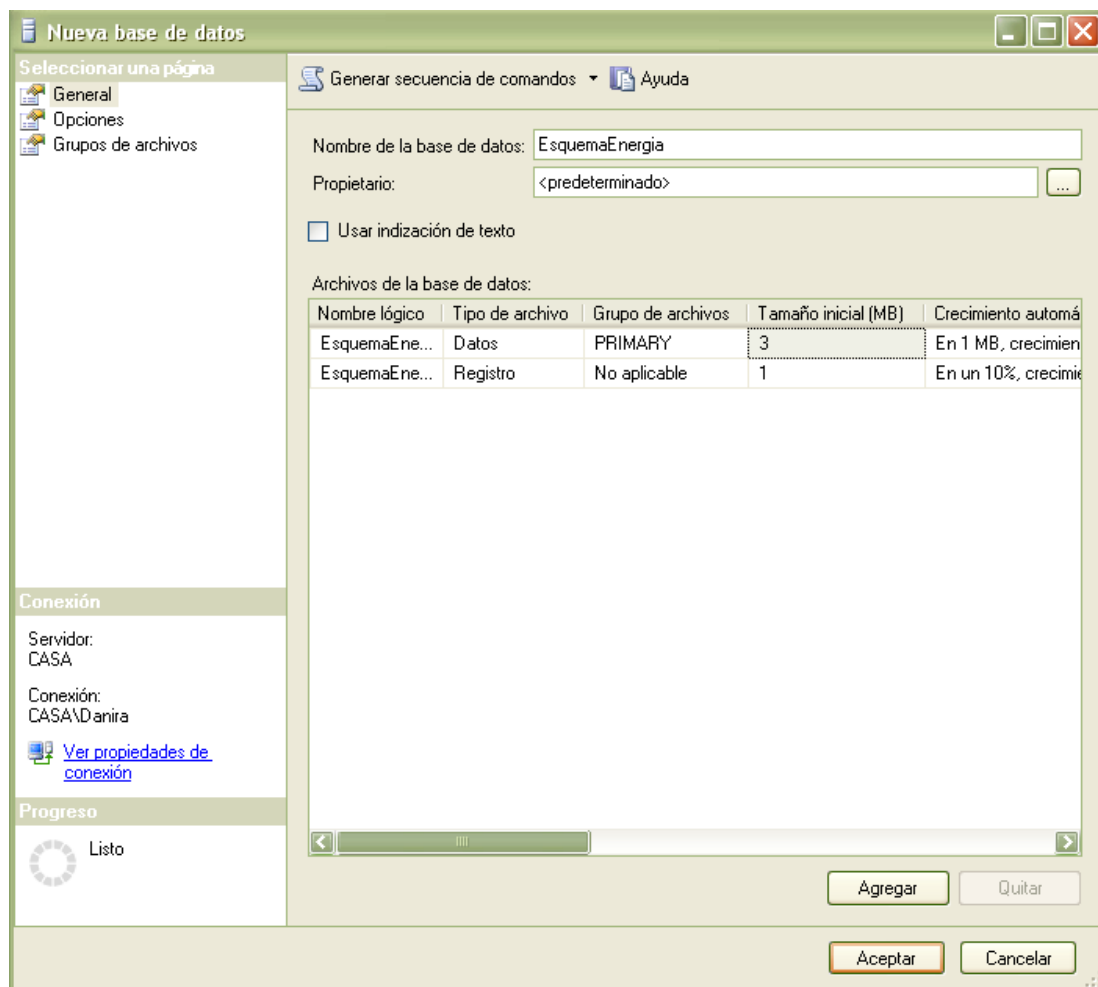 Nueva base de datos
Seleccionar una página
General
Opciones
Grupos de archivos
Generar secuencia de comandos
Ayuda
Nombre de la base de datos: EsquemaEnergia
Propietario: <predeterminado> ...
Usar indización de texto
Archivos de la base de datos:
Nombre lógico Tipo de archivo Grupo de archivos Tamaño inicial (MB) Crecimiento automá
EsquemaEne... Datos PRIMARY 3 En 1 MB, crecimien
EsquemaEne... Registro No aplicable 1 En un 10%, crecimie
Agregar Quitar
Conexión
Servidor:
CASA
Conexión:
CASA\Danira
Ver propiedades de
conexión
Progreso
Listo
Aceptar Cancelar